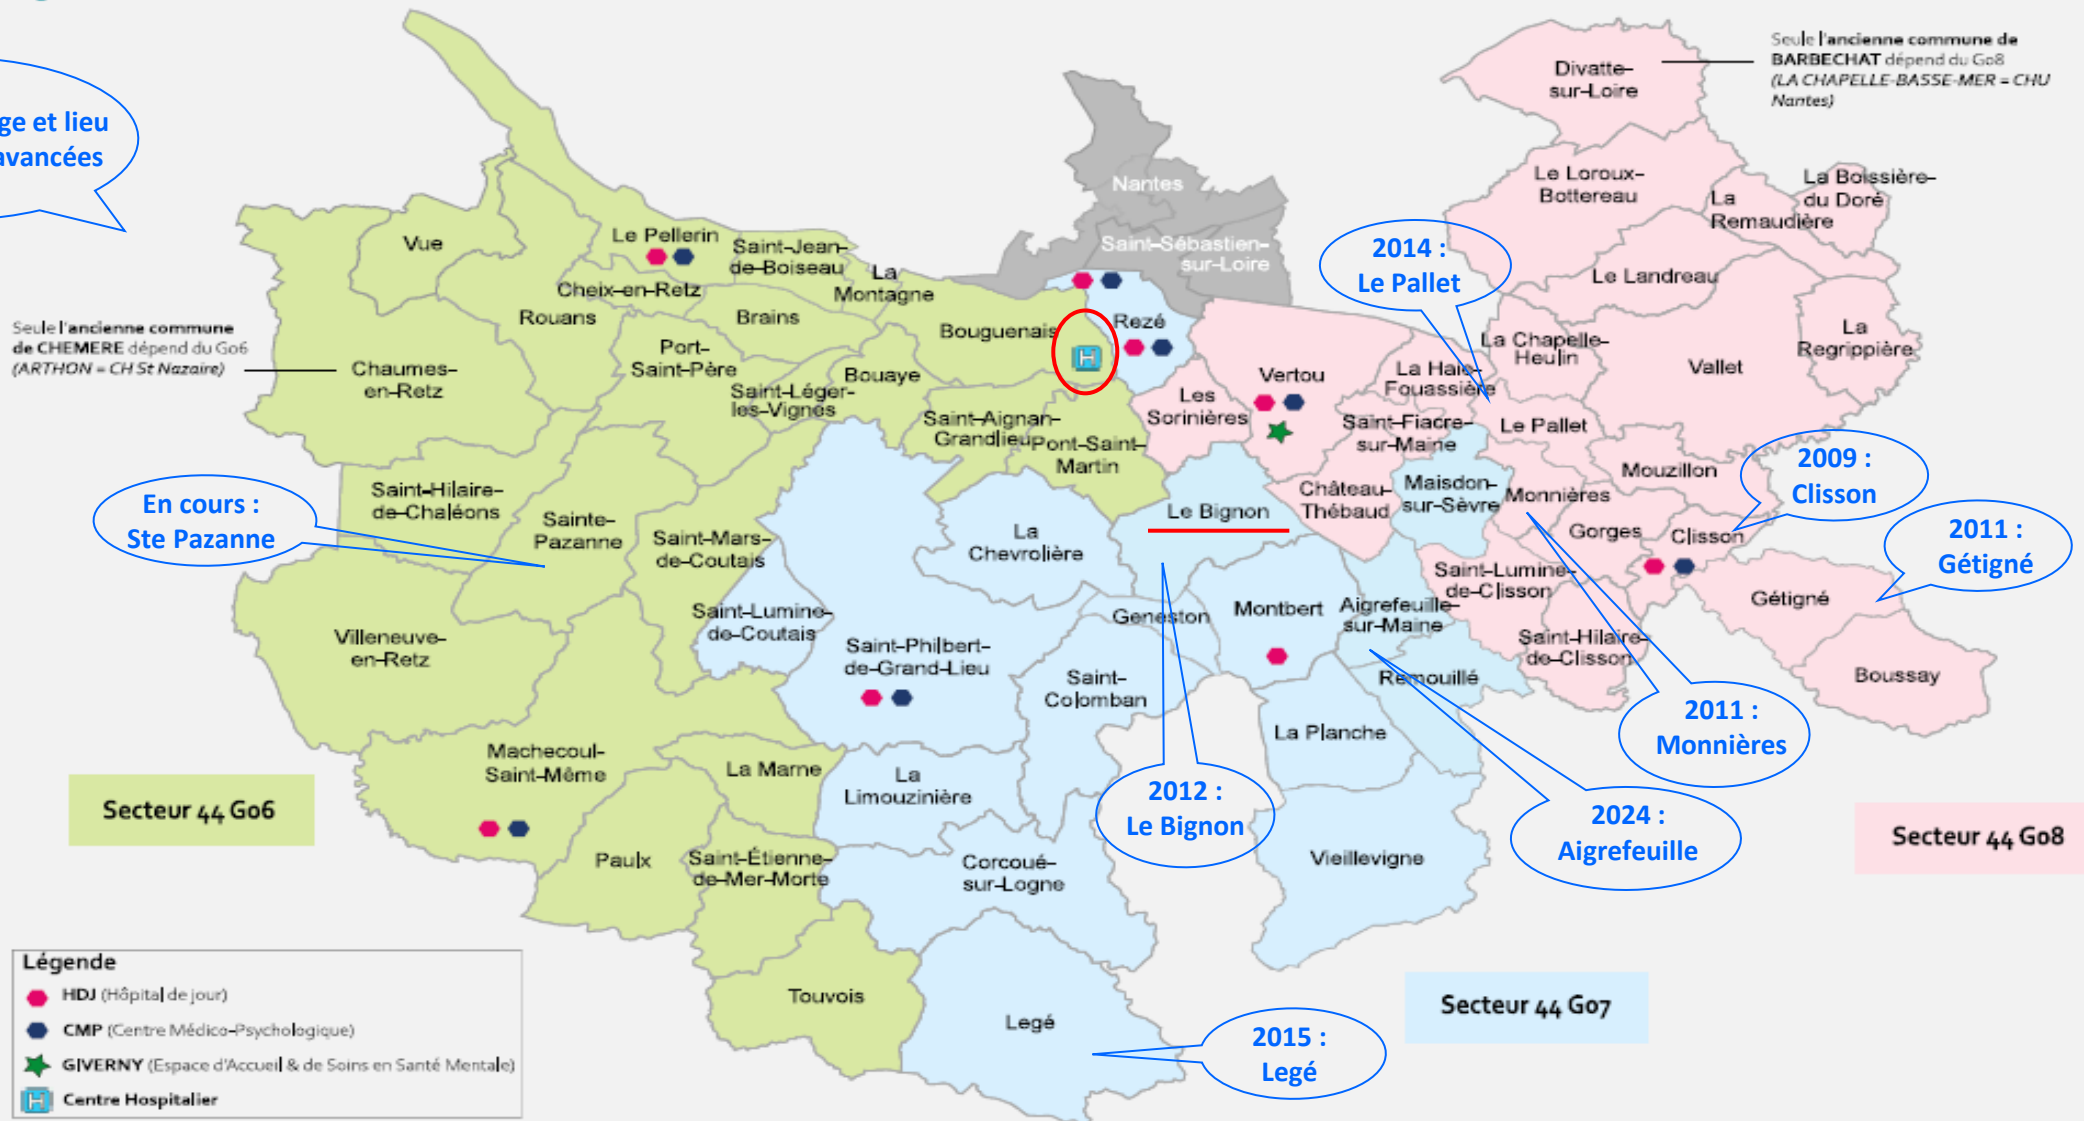 ge et lieu
avancées
Seule l'ancienne commune de
BARBECHAT dépend du G08
(LA CHAPELLE-BASSE-MER = CHU
Nantes)
Divatte-
sur-Loire
Le Loroux-
Bottereau
La
Remaudière
La Boissière-
du Doré
Nantes
Saint-Sébastien-
sur-Loire
2014 :
Le Pallet
Le Landreau
La Chapelle-
Heulin
Vallet
La
Regrippière
Vue
Le Pellerin
Saint-Jean-
de-Boiseau
La
Montagne
Cheix-en-Retz
Rouans
Brains
Bouguenais
Rezé
Seule l'ancienne commune
de CHEMERE dépend du G06
(ARTHON = CH St Nazaire)
Chaumes-
en-Retz
Port-
Saint-Père
Saint-Léger-
les-Vignes
Bouaye
Saint-Aignan-
Grandlieu
Pont-Saint-
Martin
Les
Sorinières
Vertou
La Haie-
Fouassière
Saint-Fiacre-
sur-Maine
Le Pallet
Mouzillon
2009 :
Clisson
Château-
Thébaud
Maisdon-
sur-Sèvre
Monnières
Gorges
Clisson
2011 :
Gétigné
En cours :
Ste Pazanne
Saint-Hilaire-
de-Chaléons
Sainte-
Pazanne
Saint-Mars-
de-Coutais
La
Chevrolière
Le Bignon
Saint-Lumine-
de-Coutais
Saint-Philbert-
de-Grand-Lieu
Geneston
Montbert
Aigrefeuille-
sur-Maine
Saint-Lumine-
de-Clisson
Saint-Hilaire-
de-Clisson
Gétigné
Boussay
Villeneuve-
en-Retz
Saint-
Colomban
Remouillé
La Planche
2011 :
Monnières
Machecoul-
Saint-Même
La Marne
La
Limouzinière
2012 :
Le Bignon
2024 :
Aigrefeuille
Secteur 44 G06
Secteur 44 G08
Paulx
Saint-Étienne-
de-Mer-Morte
Corcoué-
sur-Logne
Vieillevigne
Touvois
Legé
2015 :
Legé
Secteur 44 G07
Légende
HDJ (Hôpital de jour)
CMP (Centre Médico-Psychologique)
GIVERNY (Espace d'Accueil & de Soins en Santé Mentale)
H Centre Hospitalier
H